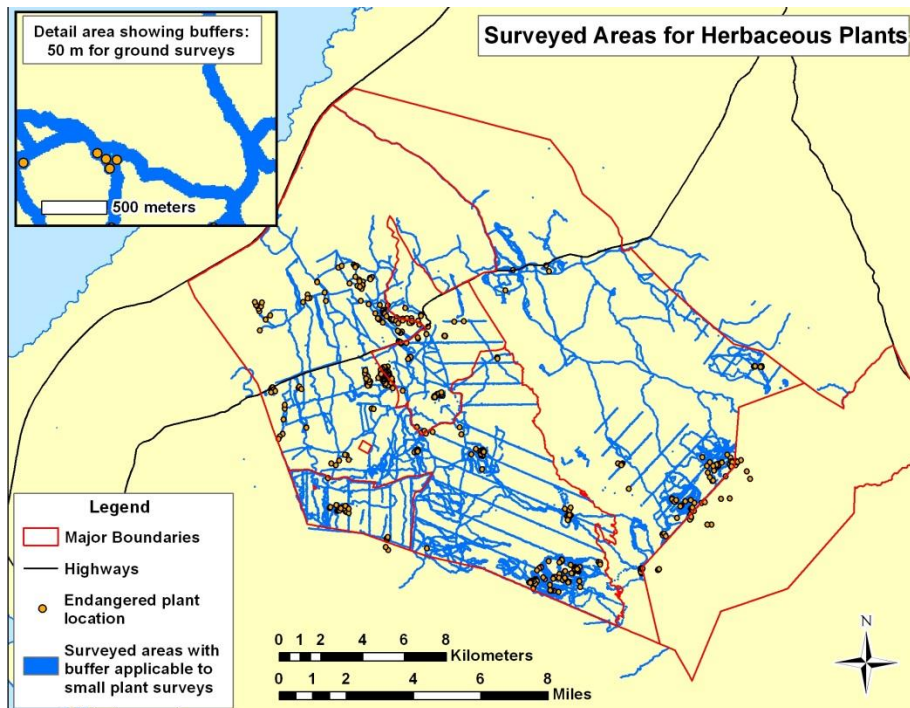 Detail area showing buffers:
50 m for ground surveys
500 meters
Surveyed Areas for Herbaceous Plants
Legend
Major Boundaries
Highways
Endangered plant
location
Surveyed areas with
buffer applicable to
small plant surveys
0 1 2 4 6 8
Kilometers
0 1 2 4 6 8
Miles
N